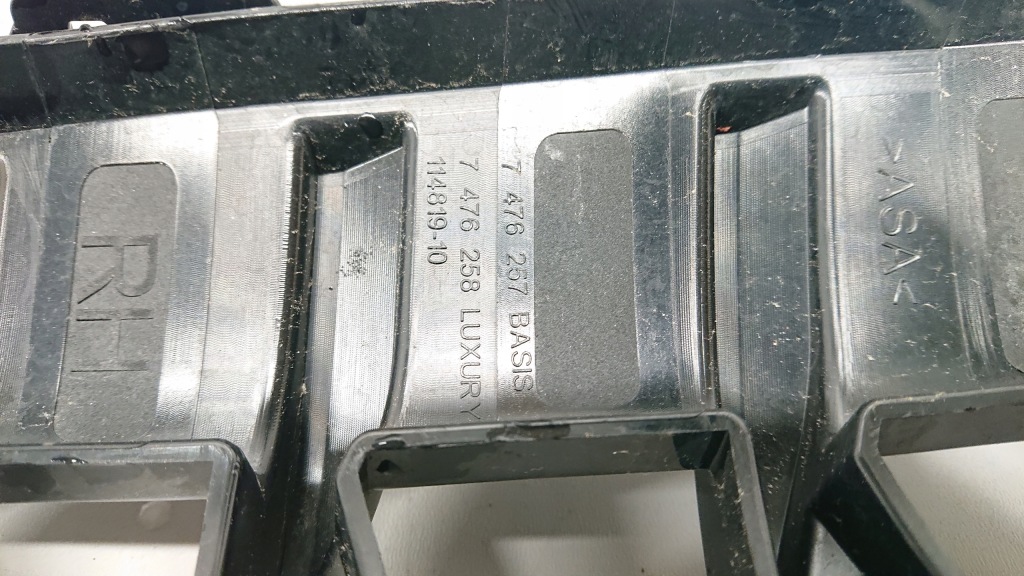 RH
7 476 257 BASIS
7 476 258 LUXURY
114819-10
>ASA<